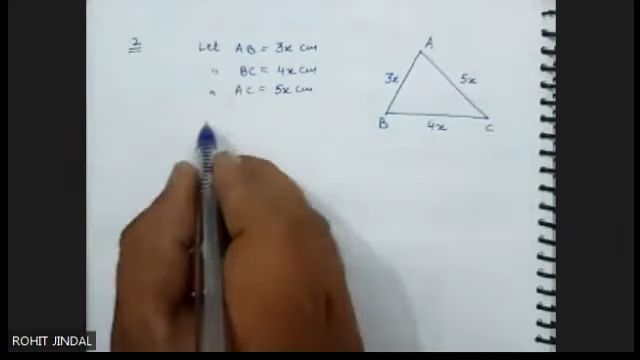 2
Let AB = 3x cm
" BC = 4x cm
" AC = 5x cm
A
3x 5x
B 4x C
ROHIT JINDAL